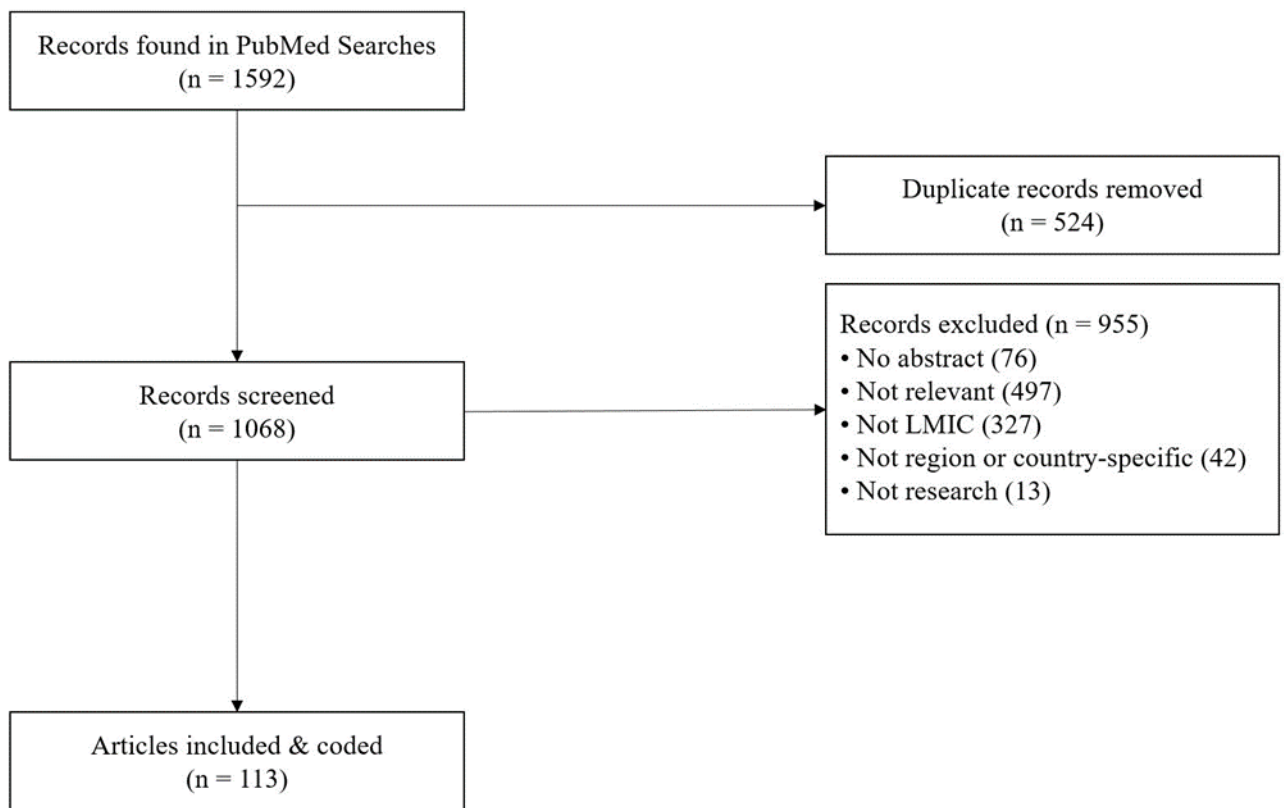 Records found in PubMed Searches
(n = 1592)
Duplicate records removed
(n = 524)
Records excluded (n = 955)
• No abstract (76)
• Not relevant (497)
• Not LMIC (327)
• Not region or country-specific (42)
• Not research (13)
Records screened
(n = 1068)
Articles included & coded
(n = 113)